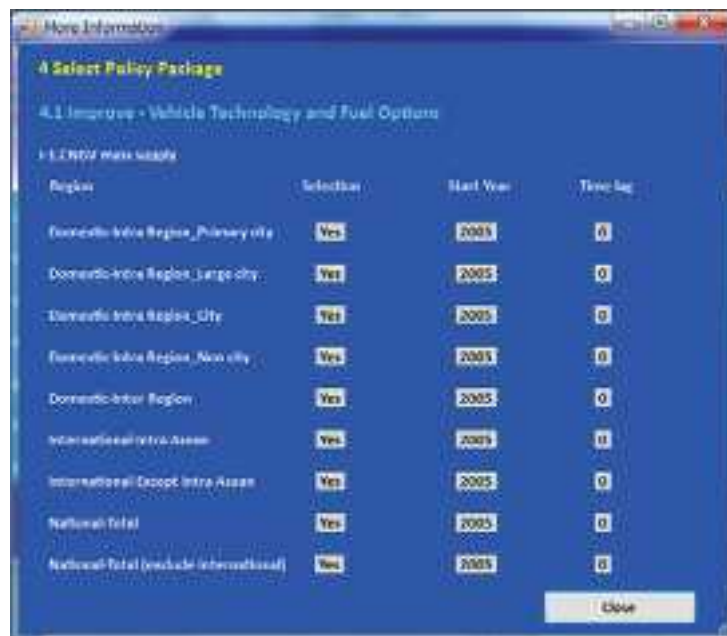 More Information
4 Select Policy Package
4.1 Improve - Vehicle Technology and Fuel Options
I-1.CNGV mass supply
Region Selection Start Year Time lag
Domestic-Intra Region_Primary city Yes 2005 0
Domestic-Intra Region_Large city Yes 2005 0
Domestic-Intra Region_City Yes 2005 0
Domestic-Intra Region_Non city Yes 2005 0
Domestic-Inter Region Yes 2005 0
International-Intra Asean Yes 2005 0
International-Except Intra Asean Yes 2005 0
National-Total Yes 2005 0
National-Total (exclude international) Yes 2005 0
Close